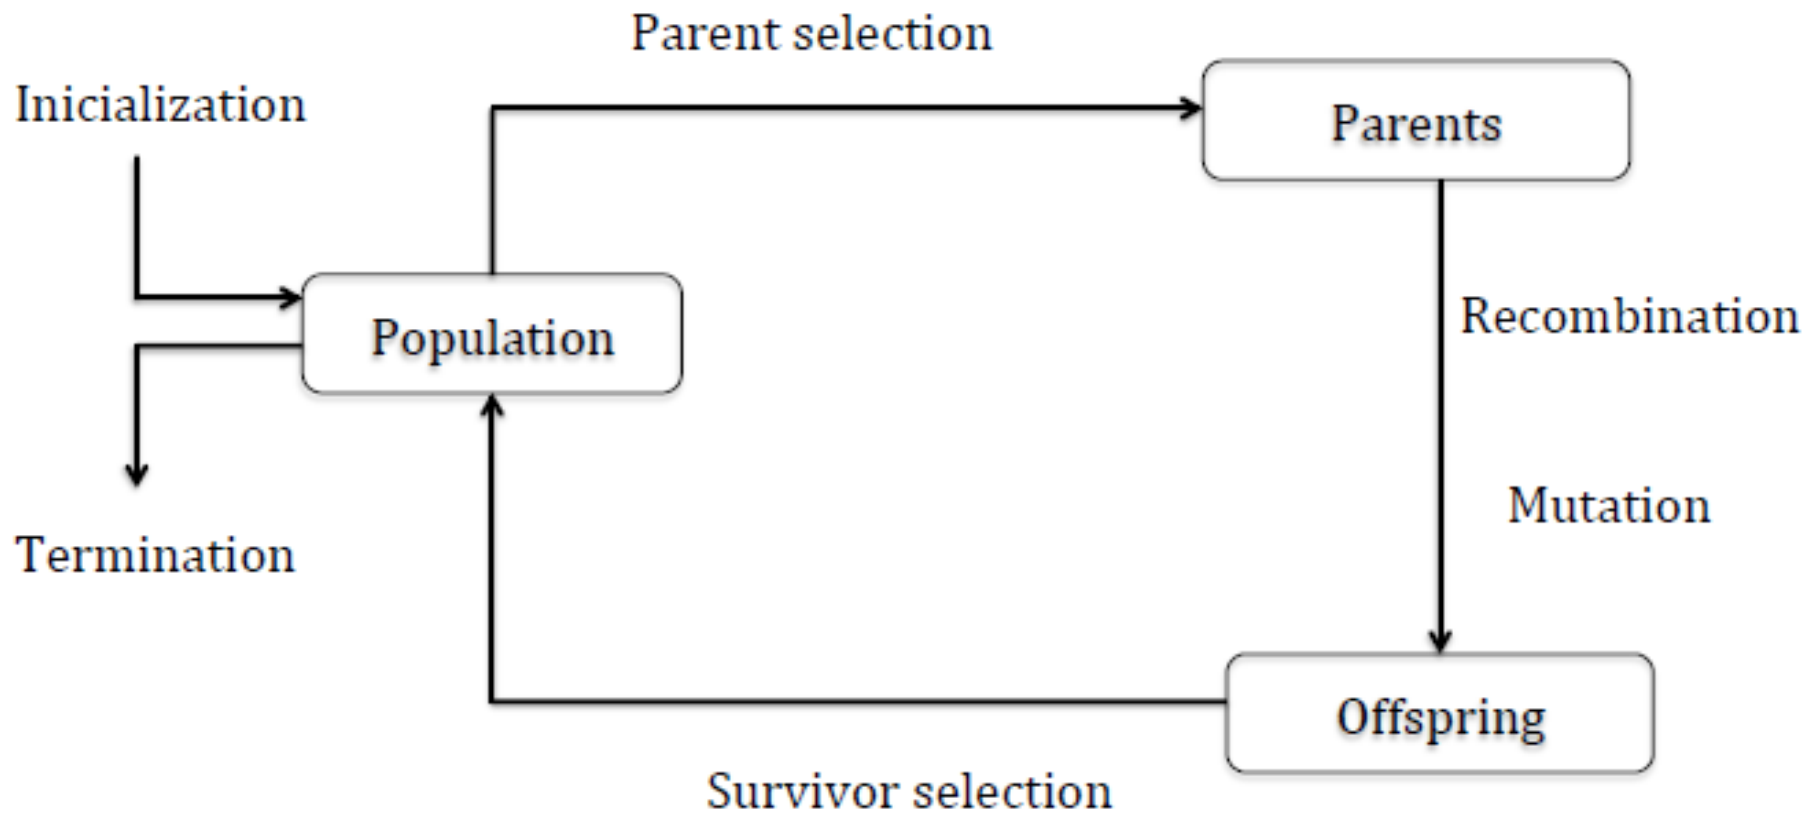 Parent selection
Inicialization
Parents
Population
Recombination
Mutation
Termination
Offspring
Survivor selection